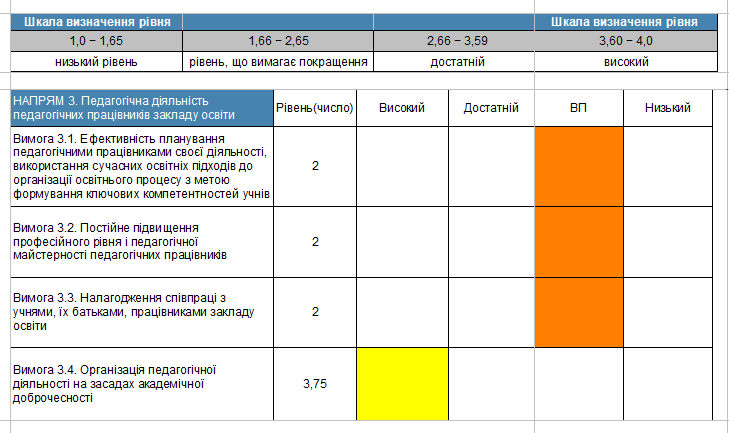 Шкала визначення рівня Шкала визначення рівня
1,0 – 1,65 1,66 – 2,65 2,66 – 3,59 3,60 – 4,0
низький рівень рівень, що вимагає покращення достатній високий
НАПРЯМ 3. Педагогічна діяльність
педагогічних працівників закладу освіти
Рівень(число) Високий Достатній ВП Низький
Вимога 3.1. Ефективність планування
педагогічними працівниками своєї діяльності,
використання сучасних освітніх підходів до
організації освітнього процесу з метою
формування ключових компетентностей учнів
2
Вимога 3.2. Постійне підвищення
професійного рівня і педагогічної
майстерності педагогічних працівників
2
Вимога 3.3. Налагодження співпраці з
учнями, їх батьками, працівниками закладу
освіти
2
Вимога 3.4. Організація педагогічної
діяльності на засадах академічної
доброчесності
3,75